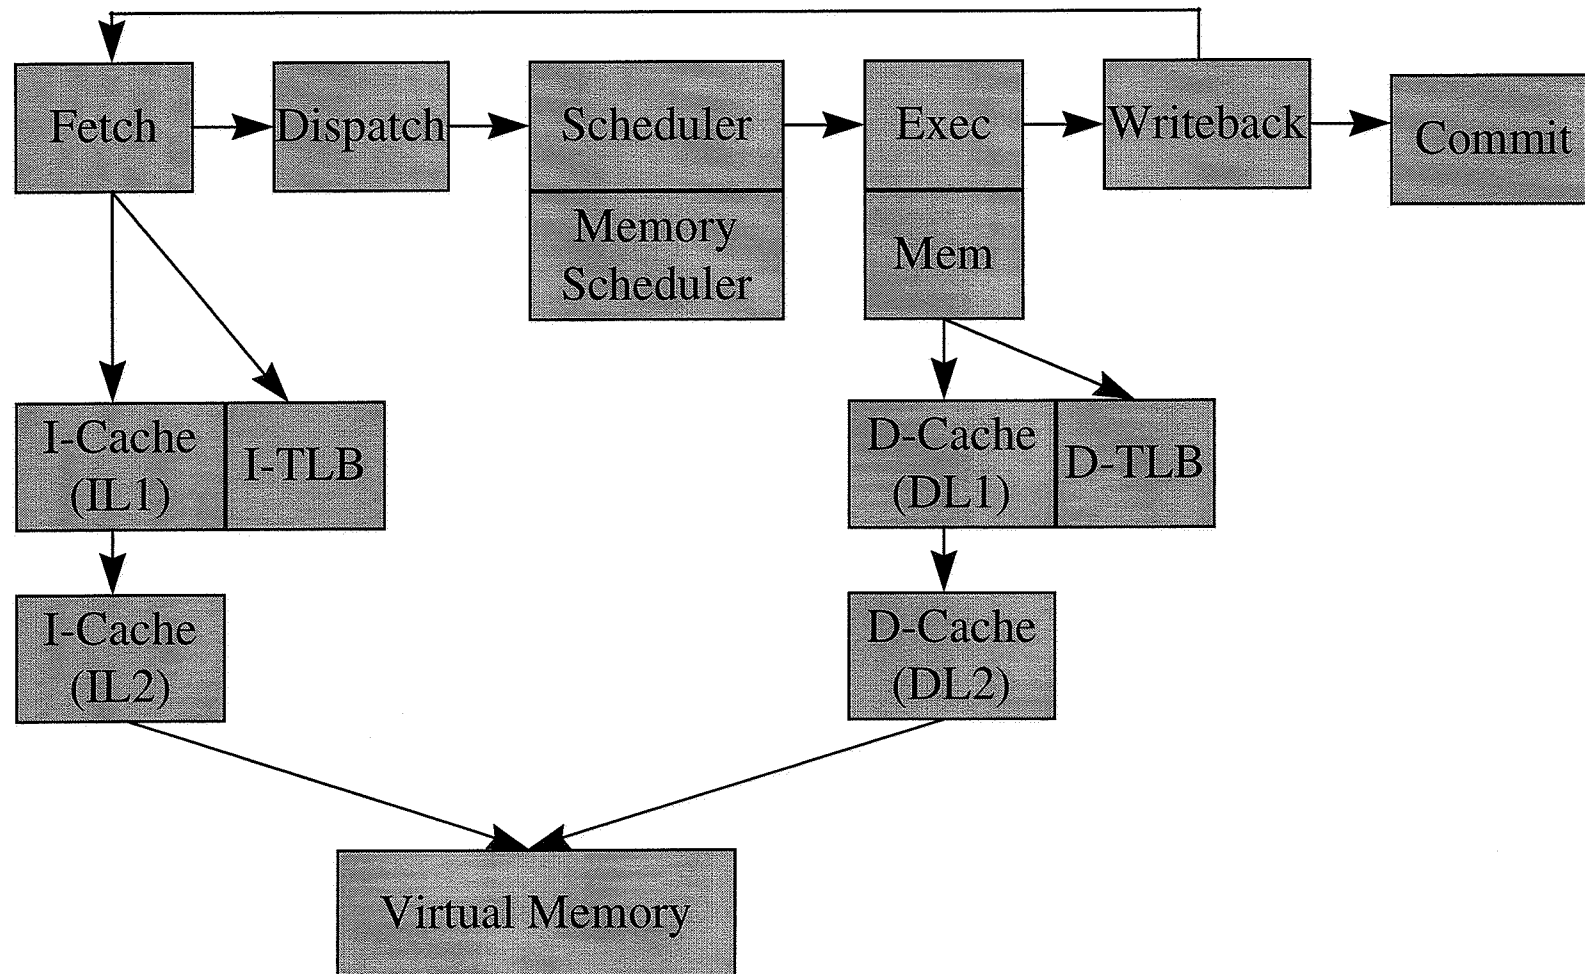 Fetch
Dispatch
Scheduler
Exec
Writeback
Commit
Memory
Scheduler
Mem
I-Cache
(IL1)
I-TLB
D-Cache
(DL1)
D-TLB
I-Cache
(IL2)
D-Cache
(DL2)
Virtual Memory